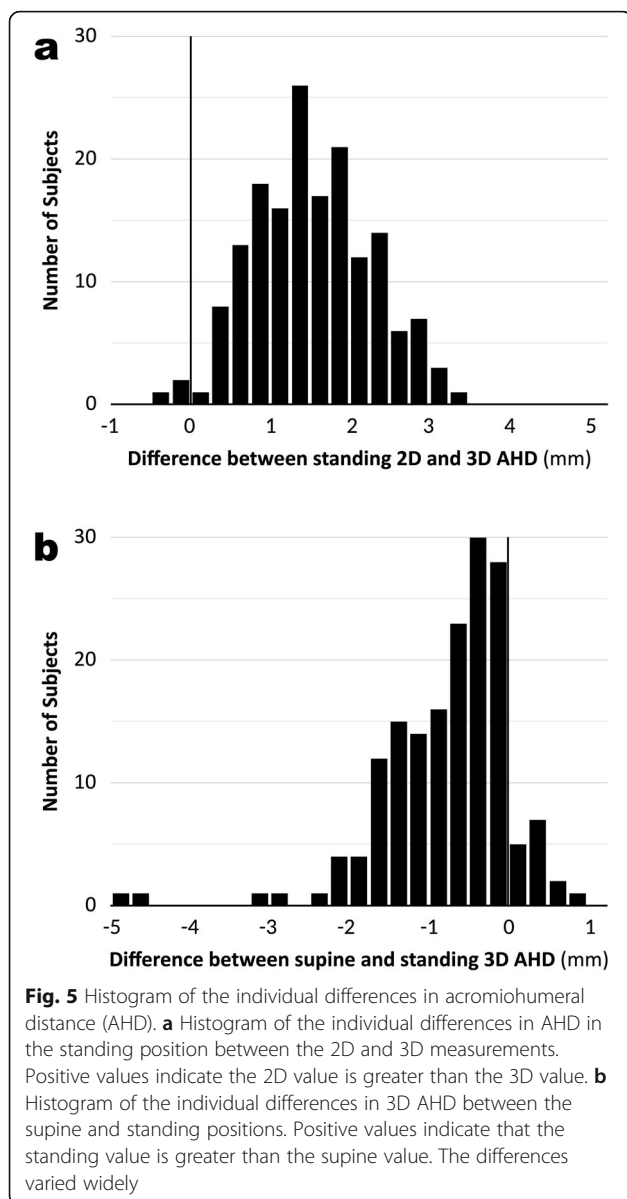 a
30
20
10
0
Number of Subjects
-1 0 1 2 3 4 5
Difference between standing 2D and 3D AHD (mm)
b
30
20
10
0
Number of Subjects
-5 -4 -3 -2 -1 0 1
Difference between supine and standing 3D AHD (mm)
Fig. 5 Histogram of the individual differences in acromiohumeral
distance (AHD). a Histogram of the individual differences in AHD in
the standing position between the 2D and 3D measurements.
Positive values indicate the 2D value is greater than the 3D value. b
Histogram of the individual differences in 3D AHD between the
supine and standing positions. Positive values indicate that the
standing value is greater than the supine value. The differences
varied widely